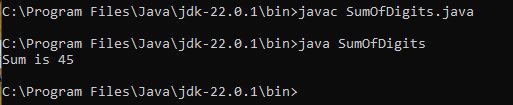 C:\Program Files\Java\jdk-22.0.1\bin>javac SumOfDigits.java
C:\Program Files\Java\jdk-22.0.1\bin>java SumOfDigits
Sum is 45
C:\Program Files\Java\jdk-22.0.1\bin>